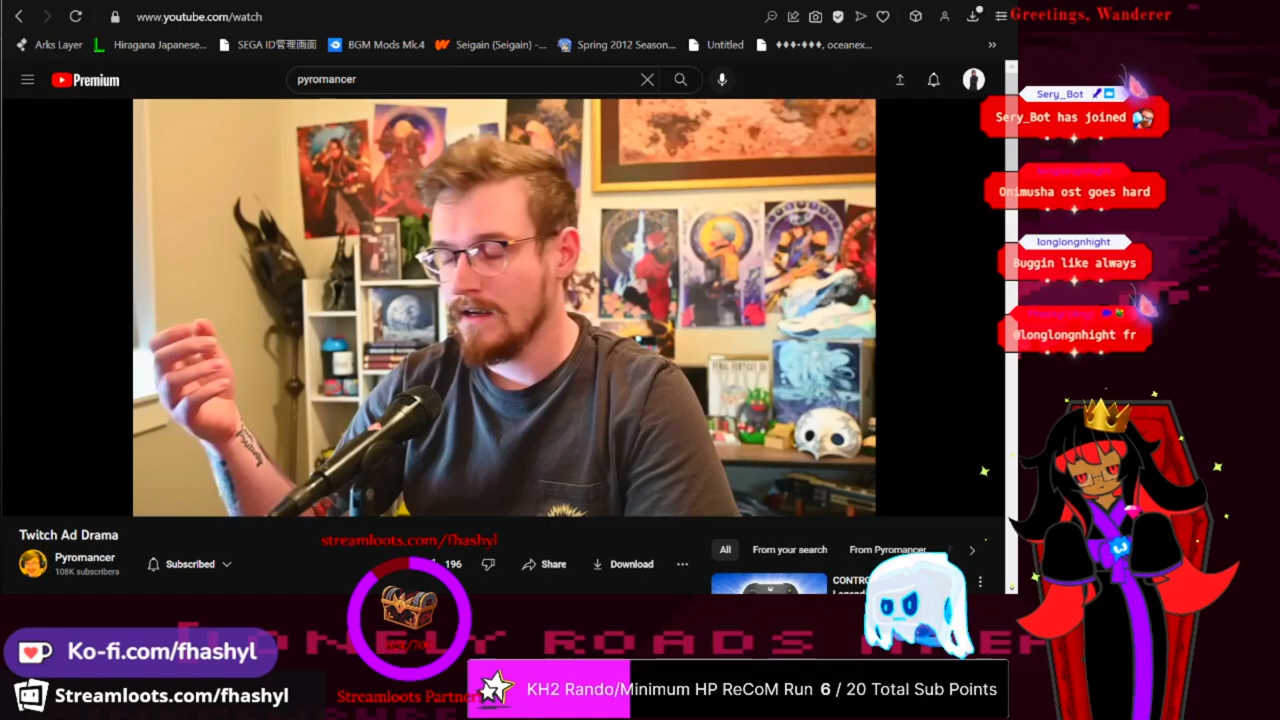 www.youtube.com/watch
Arks Layer
Hiragana Japanese...
SEGA ID管理画面
BGM Mods Mk.4
Seigain (Seigain) -...
Spring 2012 Season...
Untitled
♦♦♦-♦♦, oceanex...
Greetings, Wanderer
Premium
pyromancer
Sery_Bot
Sery_Bot has joined
Onimusha ost goes hard
longlongnhight
Buggin like always
@longlongnhight fr
FINAL FANTASY
Twitch Ad Drama
Pyromancer
108K subscribers
Subscribed
196
Share
Download
...
All
From your search
From Pyromancer
CONTRO
streamloots.com/fhashyl
LONELY ROADS
Ko-fi.com/fhashyl
Streamloots.com/fhashyl
Streamloots Partner
KH2 Rando/Minimum HP ReCoM Run 6 / 20 Total Sub Points